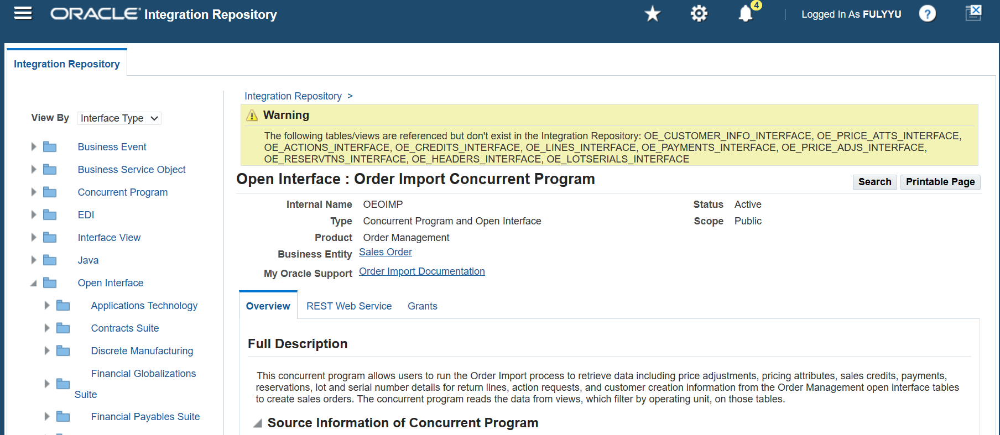 ORACLE Integration Repository
4
Logged In As FULYYU
?
Integration Repository
View By Interface Type
Business Event
Business Service Object
Concurrent Program
EDI
Interface View
Java
Open Interface
Applications Technology
Contracts Suite
Discrete Manufacturing
Financial Globalizations
Suite
Financial Payables Suite
Integration Repository >
Warning
The following tables/views are referenced but don't exist in the Integration Repository: OE_CUSTOMER_INFO_INTERFACE, OE_PRICE_ATTS_INTERFACE,
OE_ACTIONS_INTERFACE, OE_CREDITS_INTERFACE, OE_LINES_INTERFACE, OE_PAYMENTS_INTERFACE, OE_PRICE_ADJS_INTERFACE,
OE_RESERVTNS_INTERFACE, OE_HEADERS_INTERFACE, OE_LOTSERIALS_INTERFACE
Open Interface : Order Import Concurrent Program
Search Printable Page
Internal Name OEOIMP
Type Concurrent Program and Open Interface
Product Order Management
Business Entity Sales Order
My Oracle Support Order Import Documentation
Status Active
Scope Public
Overview REST Web Service Grants
Full Description
This concurrent program allows users to run the Order Import process to retrieve data including price adjustments, pricing attributes, sales credits, payments,
reservations, lot and serial number details for return lines, action requests, and customer creation information from the Order Management open interface tables
to create sales orders. The concurrent program reads the data from views, which filter by operating unit, on those tables.
Source Information of Concurrent Program